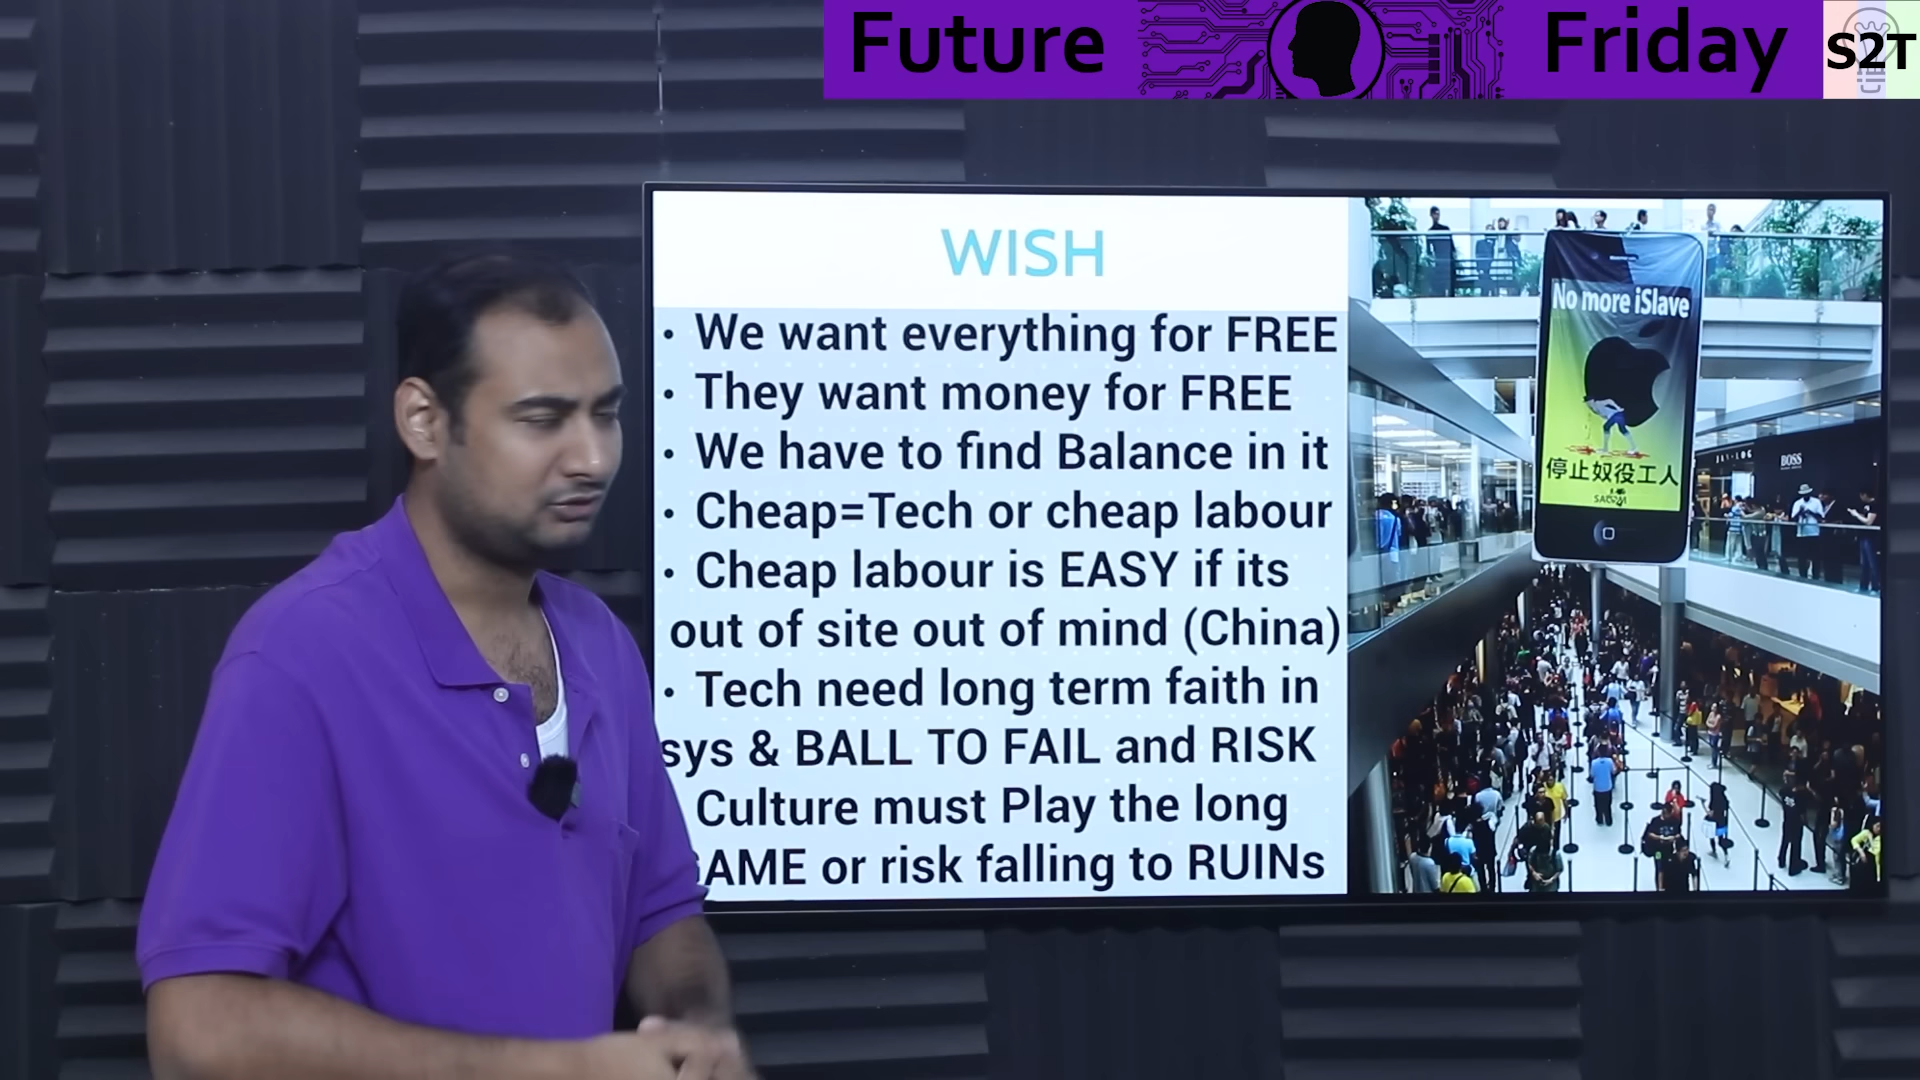 Future Friday S2T
WISH
• We want everything for FREE
• They want money for FREE
• We have to find Balance in it
• Cheap=Tech or cheap labour
• Cheap labour is EASY if its
out of site out of mind (China)
• Tech need long term faith in
sys & BALL TO FAIL and RISK
Culture must Play the long
GAME or risk falling to RUINs
No more iSlave
停止奴役工人
SACOM
BOSS